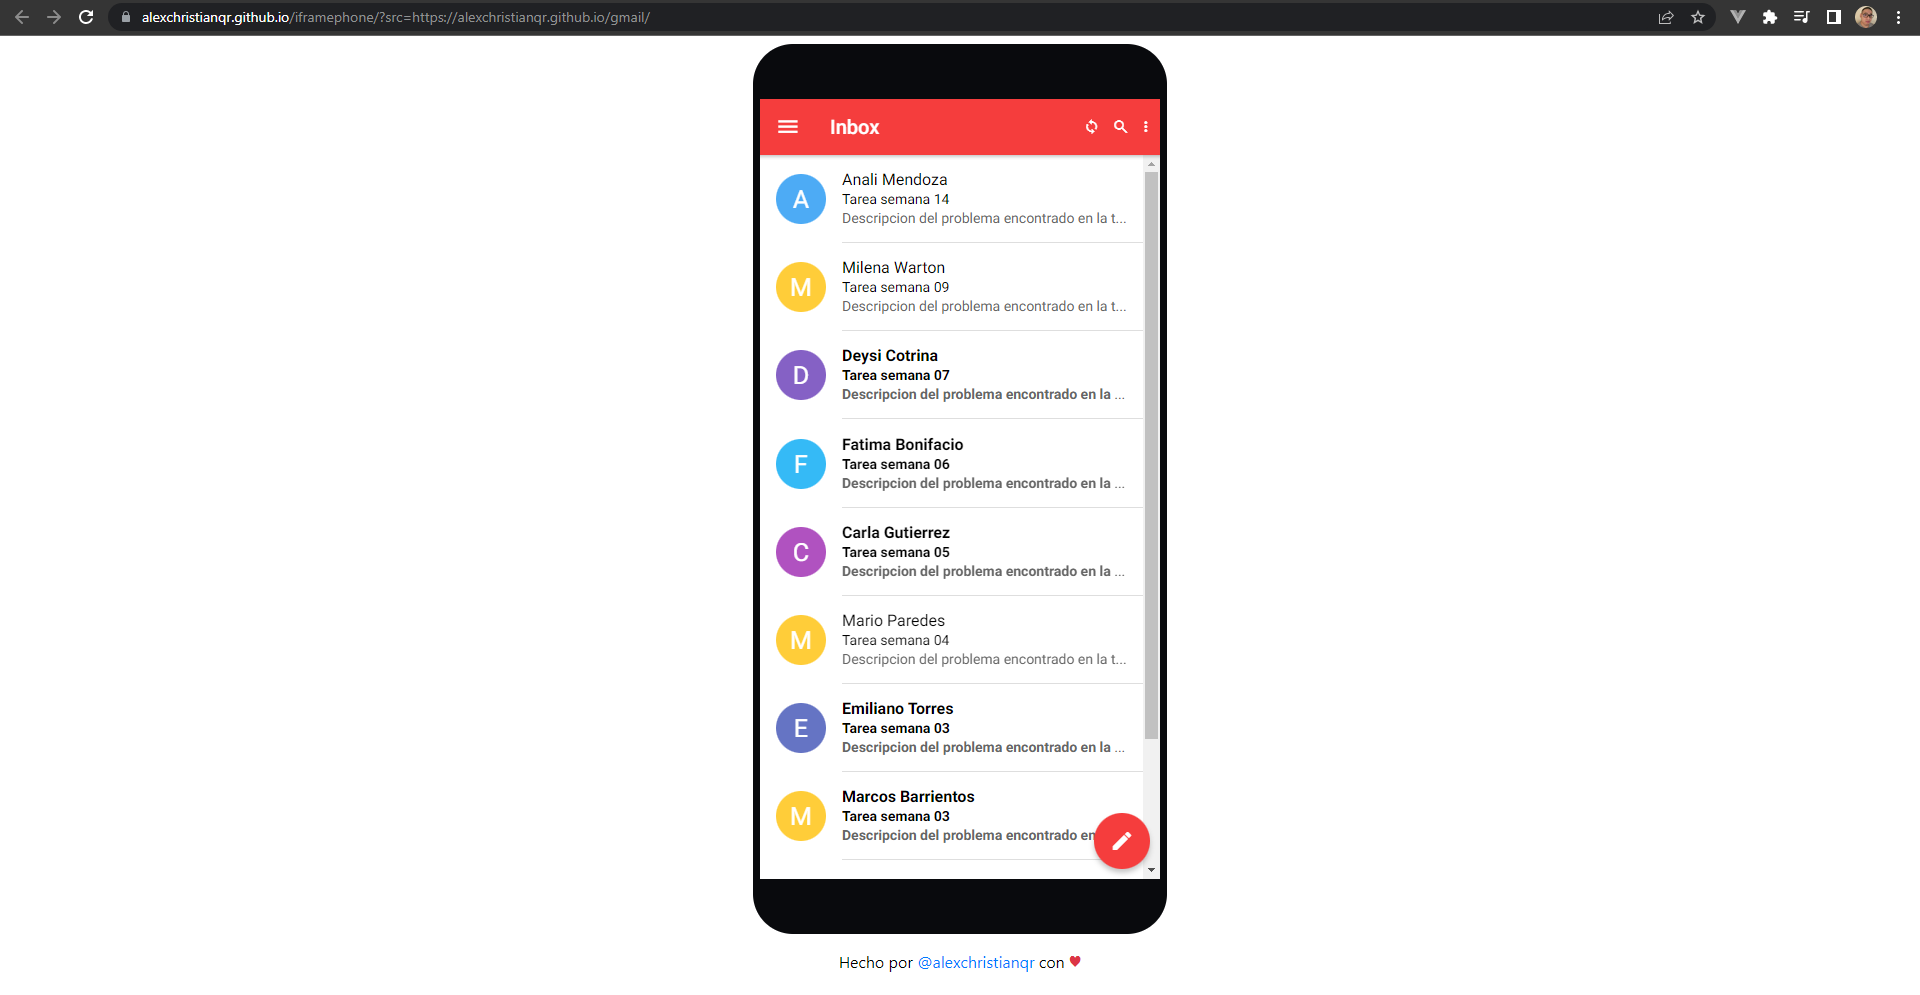 alexchristianqr.github.io/iframephone/?src=https://alexchristianqr.github.io/gmail/
Inbox
A
Anali Mendoza
Tarea semana 14
Descripcion del problema encontrado en la t...
M
Milena Warton
Tarea semana 09
Descripcion del problema encontrado en la t...
D
Deysi Cotrina
Tarea semana 07
Descripcion del problema encontrado en la ...
F
Fatima Bonifacio
Tarea semana 06
Descripcion del problema encontrado en la ...
C
Carla Gutierrez
Tarea semana 05
Descripcion del problema encontrado en la ...
M
Mario Paredes
Tarea semana 04
Descripcion del problema encontrado en la t...
E
Emiliano Torres
Tarea semana 03
Descripcion del problema encontrado en la ...
M
Marcos Barrientos
Tarea semana 03
Descripcion del problema encontrado en
Hecho por @alexchristianqr con ♥